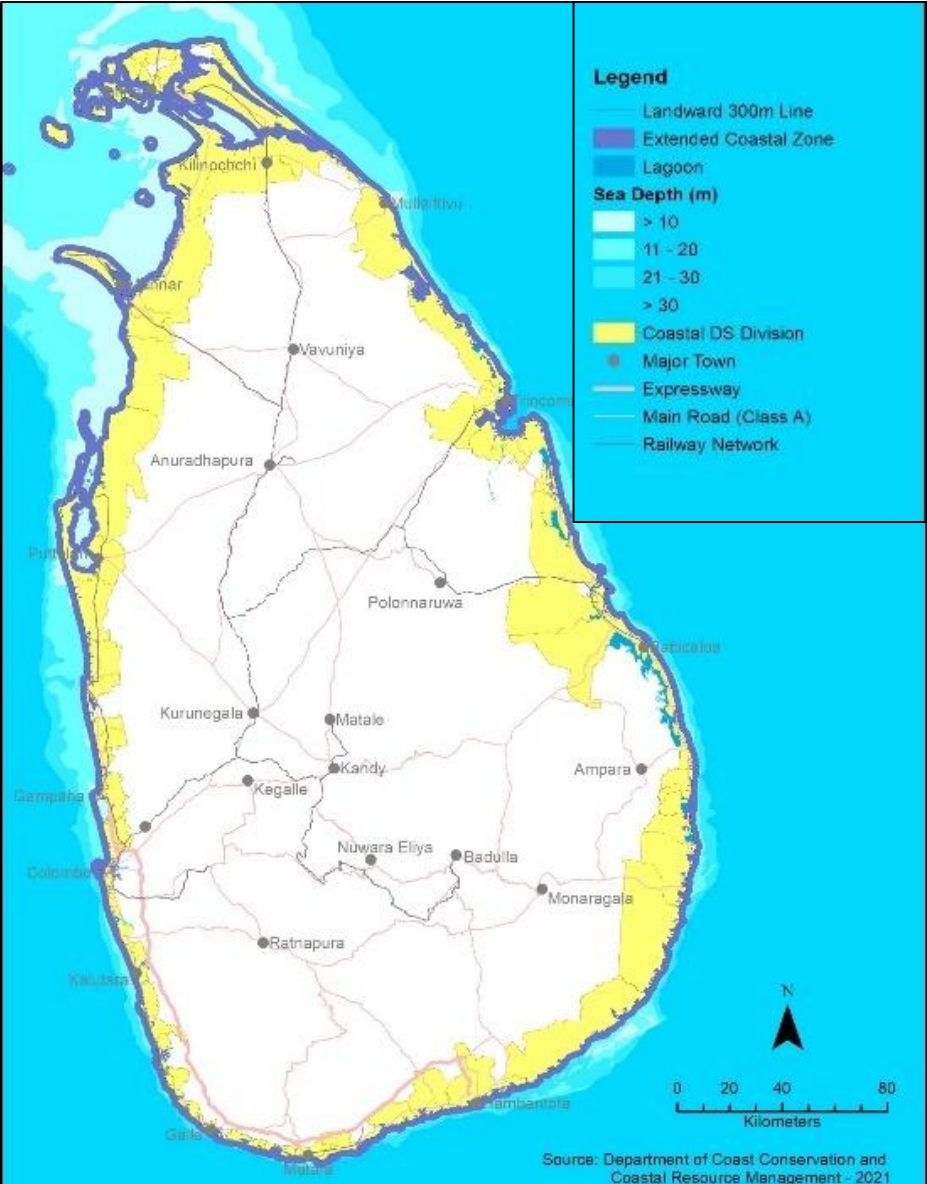 Legend
Landward 300m Line
Extended Coastal Zone
Lagoon
Sea Depth (m)
> 10
11 - 20
21 - 30
> 30
Coastal DS Division
Major Town
Expressway
Main Road (Class A)
Railway Network
Kilinochchi
Mullaitivu
Mannar
Vavuniya
Trincoma
Anuradhapura
Puttalam
Polonnaruwa
Batticaloa
Kurunegala
Matale
Kandy
Kegalle
Ampara
Gampaha
Nuwara Eliya
Badulla
Colombo
Monaragala
Ratnapura
Kalutara
N
Hambantota
0 20 40 80
Kilometers
Galle
Matara
Source: Department of Coast Conservation and
Coastal Resource Management - 2021